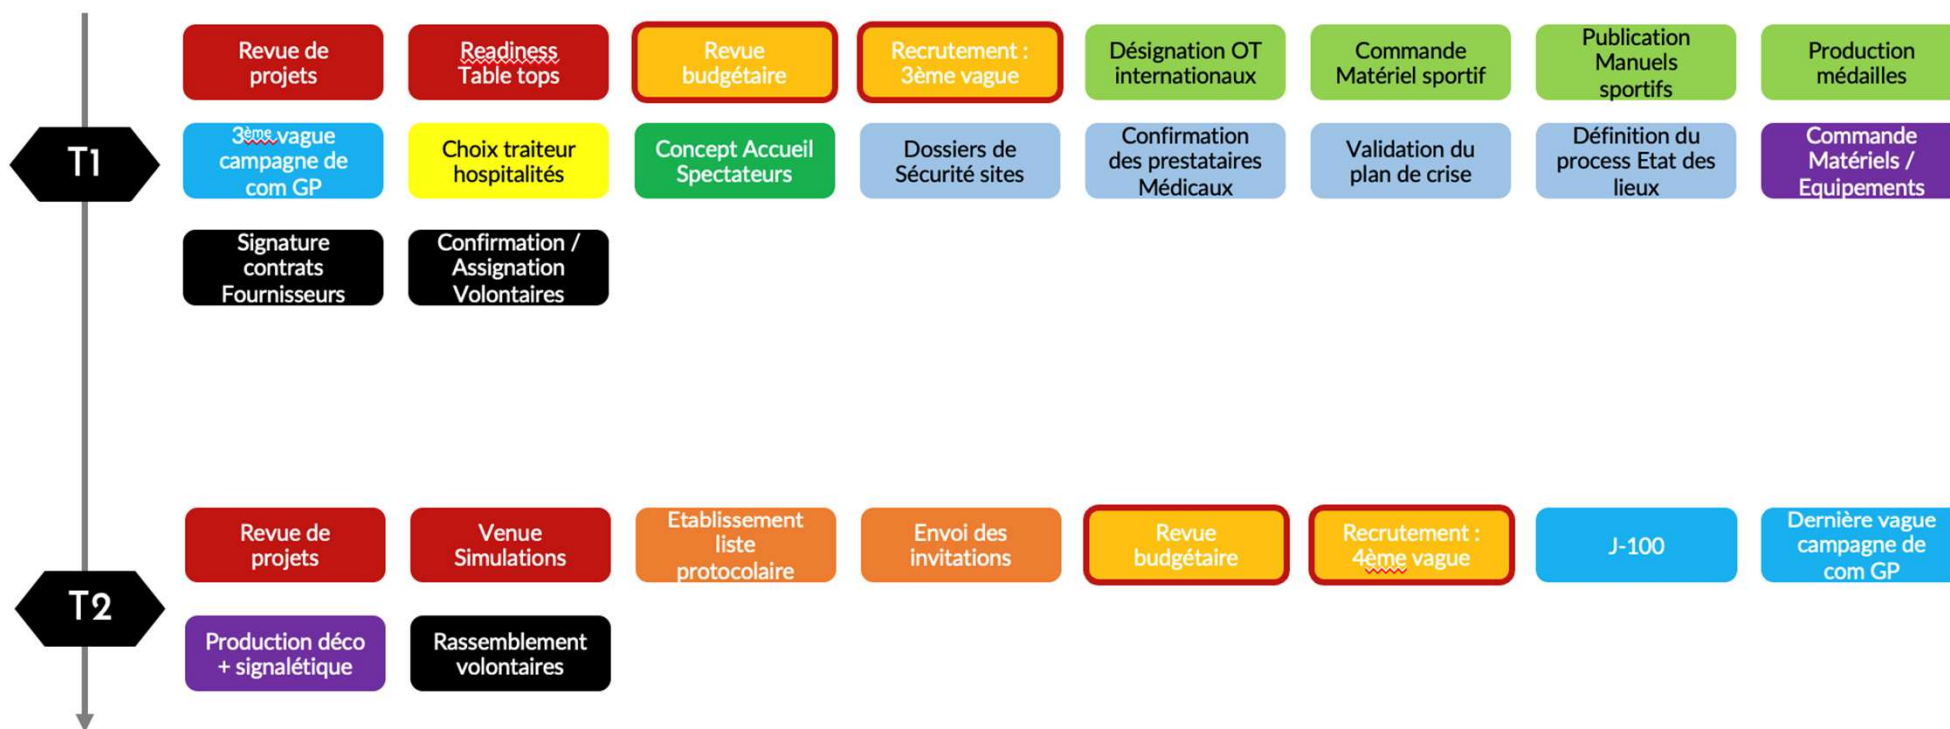 Revue de
projets
Readiness
Table tops
Revue
budgétaire
Recrutement :
3ème vague
Désignation OT
internationaux
Commande
Matériel sportif
Publication
Manuels
sportifs
Production
médailles
T1
3ème vague
campagne de
com GP
Choix traiteur
hospitalités
Concept Accueil
Spectateurs
Dossiers de
Sécurité sites
Confirmation
des prestataires
Médicaux
Validation du
plan de crise
Définition du
process Etat des
lieux
Commande
Matériels /
Equipements
Signature
contrats
Fournisseurs
Confirmation /
Assignation
Volontaires
T2
Revue de
projets
Venue
Simulations
Etablissement
liste
protocolaire
Envoi des
invitations
Revue
budgétaire
Recrutement :
4ème vague
J-100
Dernière vague
campagne de
com GP
Production déco
+ signalétique
Rassemblement
volontaires